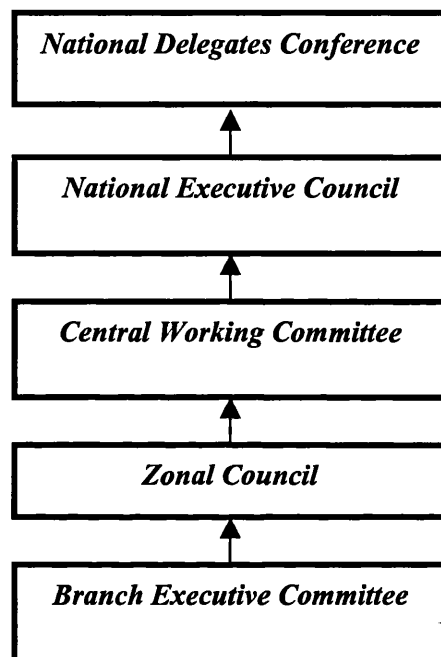 National Delegates Conference
National Executive Council
Central Working Committee
Zonal Council
Branch Executive Committee